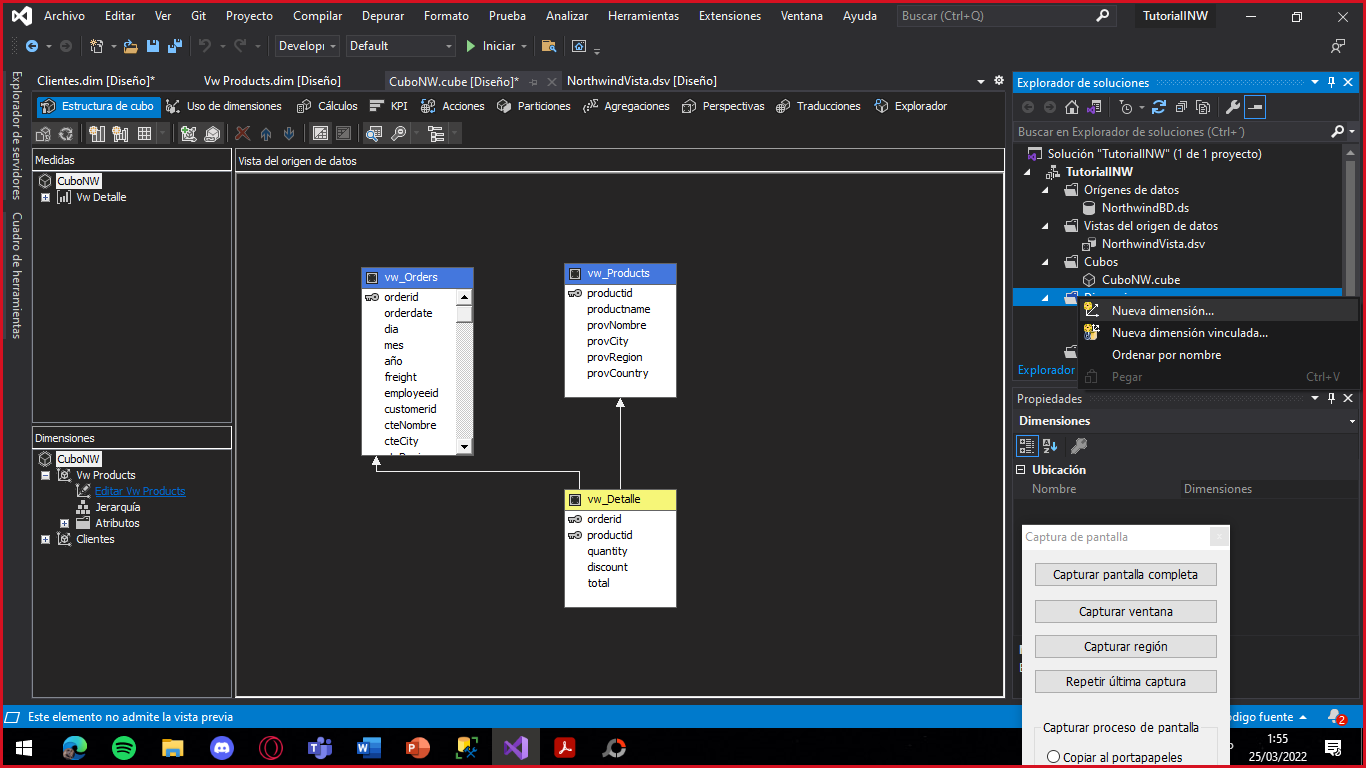 Archivo Editar Ver Git Proyecto Compilar Depurar Formato Prueba Analizar Herramientas Extensiones Ventana Ayuda Buscar (Ctrl+Q) TutorialINW
Default Iniciar
Clientes.dim [Diseño]* Vw Products.dim [Diseño] CuboNW.cube [Diseño]* NorthwindVista.dsv [Diseño]
Estructura de cubo Uso de dimensiones Cálculos KPI Acciones Particiones Agregaciones Perspectivas Traducciones Explorador
Explorador de servidores
Cuadro de herramientas
Medidas
CuboNW
Vw Detalle
Dimensiones
CuboNW
Vw Products
Editar Vw Products
Jerarquía
Atributos
Clientes
Vista del origen de datos
vw_Orders
orderid
orderdate
dia
mes
año
freight
employeeid
customerid
cteNombre
cteCity
vw_Products
productid
productname
provNombre
provCity
provRegion
provCountry
vw_Detalle
orderid
productid
quantity
discount
total
Explorador de soluciones
Buscar en Explorador de soluciones (Ctrl+´)
Solución "TutorialINW" (1 de 1 proyecto)
TutorialINW
Orígenes de datos
NorthwindBD.ds
Vistas del origen de datos
NorthwindVista.dsv
Cubos
CuboNW.cube
Nueva dimensión...
Nueva dimensión vinculada...
Ordenar por nombre
Pegar Ctrl+V
Explorador
Propiedades
Dimensiones
Ubicación
Nombre Dimensiones
Captura de pantalla
Capturar pantalla completa
Capturar ventana
Capturar región
Repetir última captura
Capturar proceso de pantalla
Copiar al portapapeles
Este elemento no admite la vista previa
fuente
2
1:55
25/03/2022